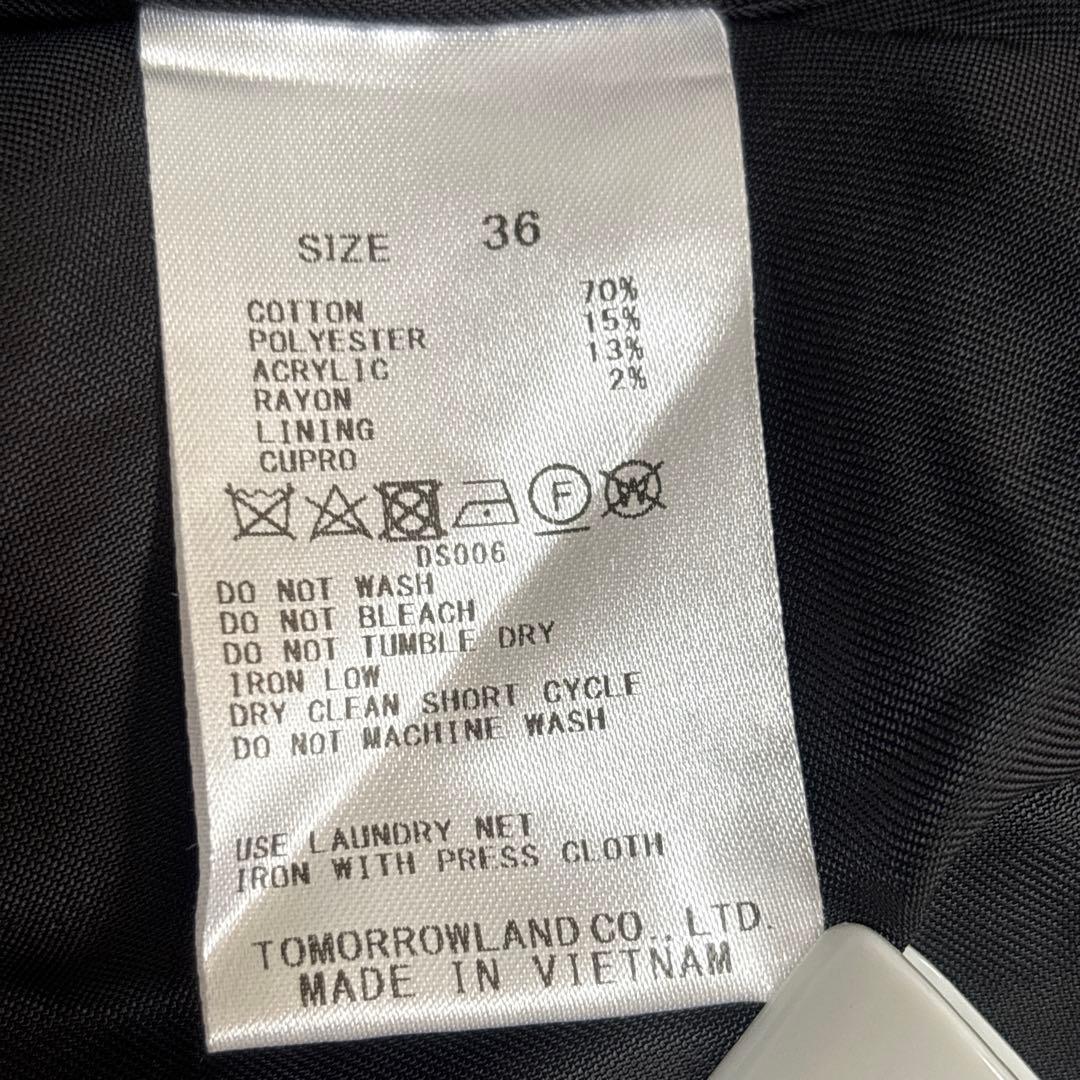 SIZE 36
COTTON 70%
POLYESTER 15%
ACRYLIC 13%
RAYON 2%
LINING
CUPRO
F W
DS006
DO NOT WASH
DO NOT BLEACH
DO NOT TUMBLE DRY
IRON LOW
DRY CLEAN SHORT CYCLE
DO NOT MACHINE WASH
USE LAUNDRY NET
IRON WITH PRESS CLOTH
TOMORROWLAND CO., LTD.
MADE IN VIETNAM